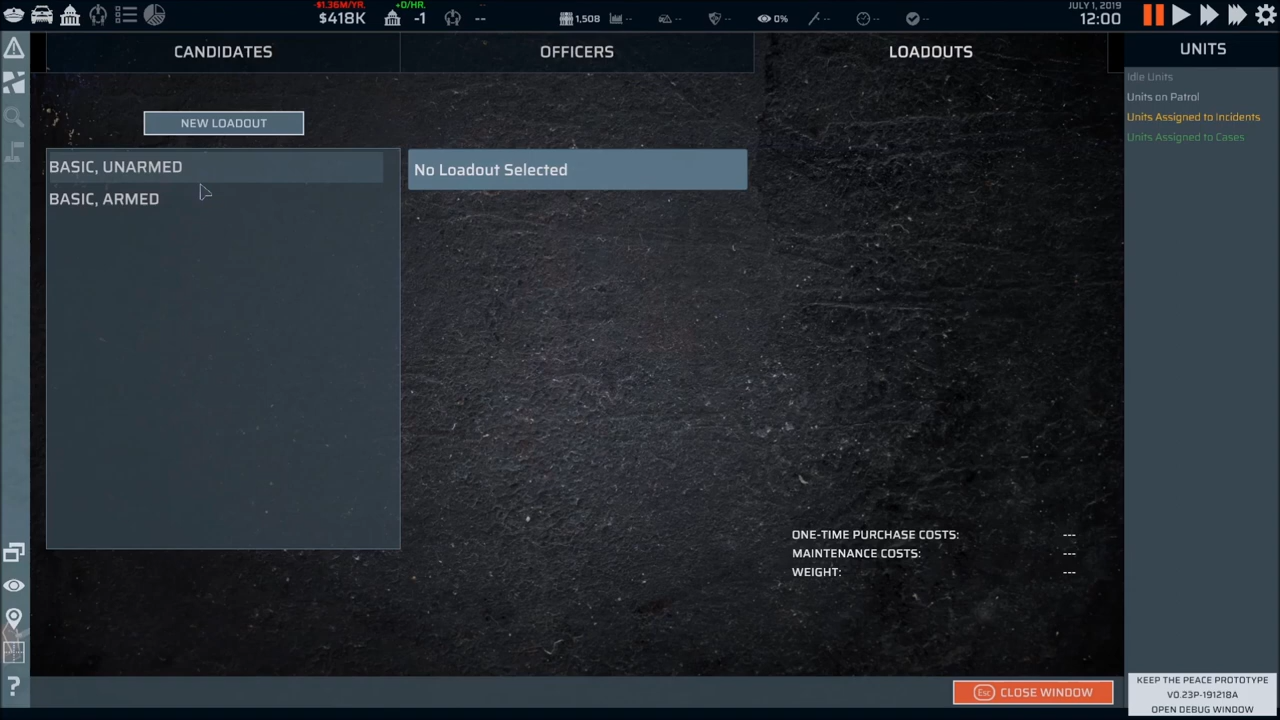 -$1.36M/YR.
$418K
+0/HR.
-1
--
--
1,508
--
--
--
0%
--
--
--
JULY 1, 2019
12:00
CANDIDATES
OFFICERS
LOADOUTS
UNITS
Idle Units
Units on Patrol
Units Assigned to Incidents
Units Assigned to Cases
NEW LOADOUT
BASIC, UNARMED
BASIC, ARMED
No Loadout Selected
ONE-TIME PURCHASE COSTS: ---
MAINTENANCE COSTS: ---
WEIGHT: ---
?
Esc CLOSE WINDOW
KEEP THE PEACE PROTOTYPE
V0.23P-191218A
OPEN DEBUG WINDOW